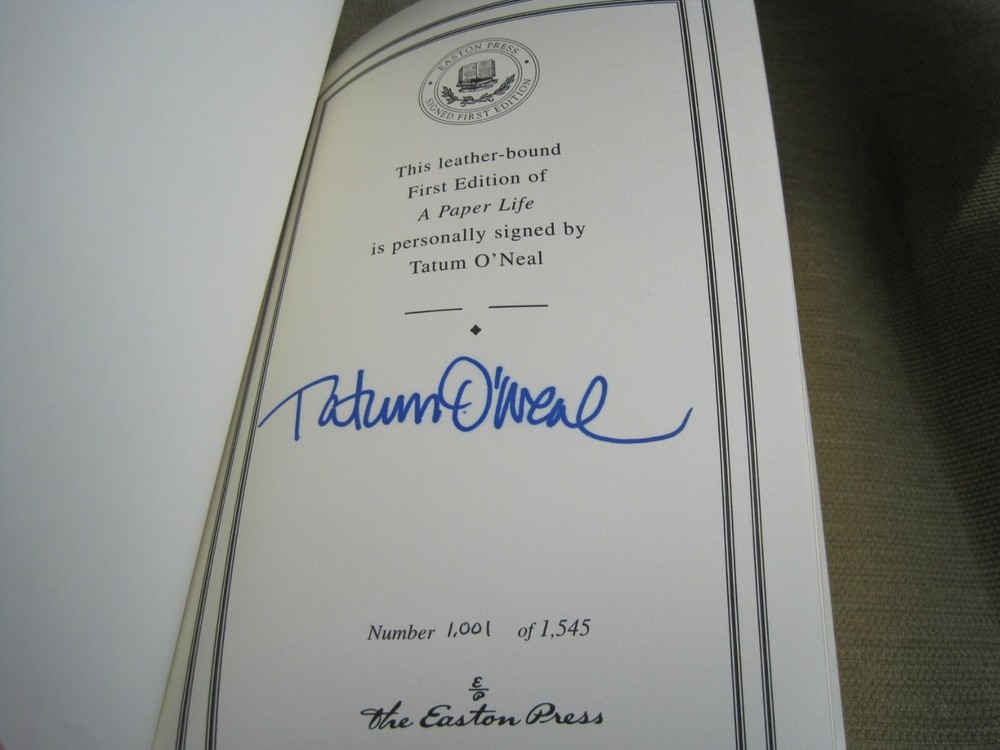 EASTON PRESS
SIGNED FIRST EDITION
This leather-bound
First Edition of
A Paper Life
is personally signed by
Tatum O'Neal
Tatum O'Neal
Number 1,001 of 1,545
E
P
The Easton Press